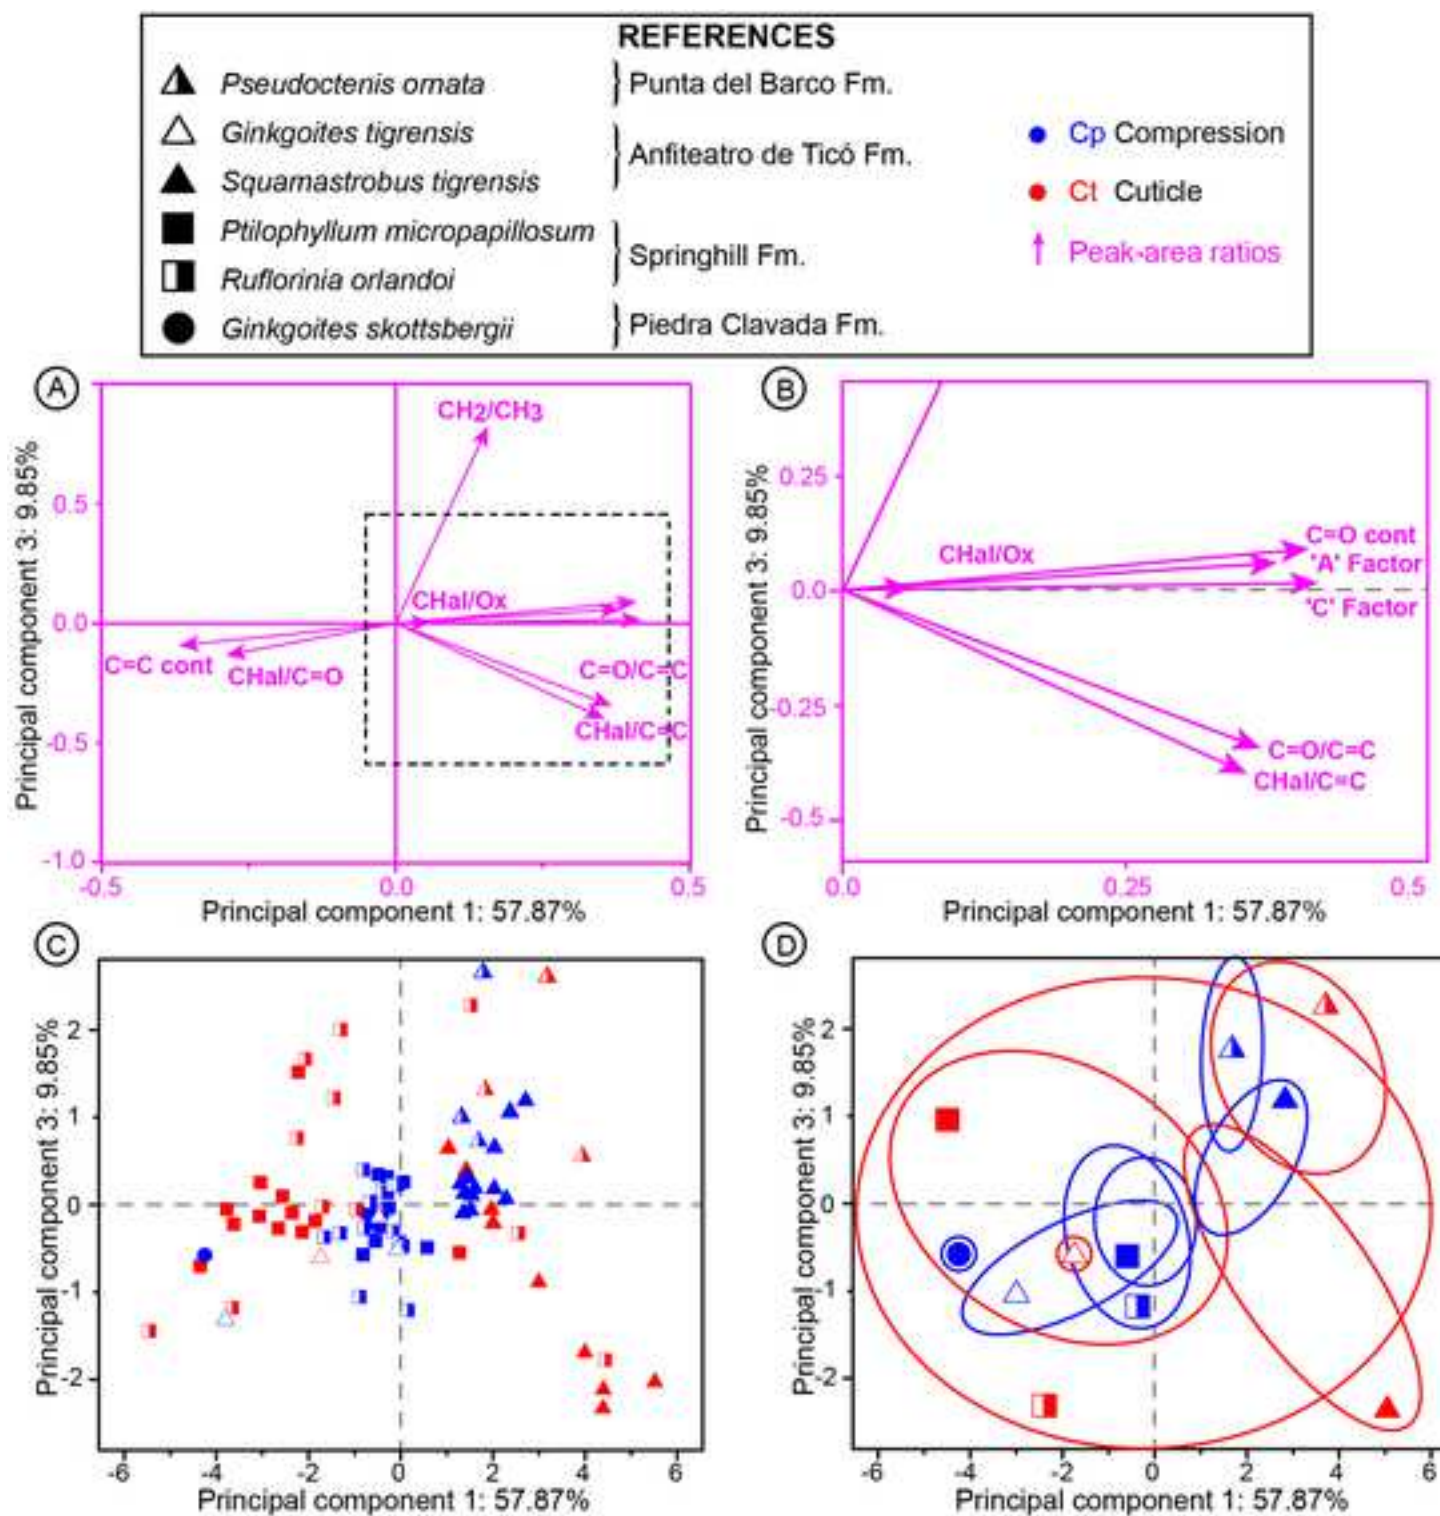 REFERENCES
Pseudoctenis ornata
Punta del Barco Fm.
Ginkgoites tigrensis
Anfiteatro de Ticó Fm.
Squamastrobus tigrensis
Ptilophyllum micropapillosum
Springhill Fm.
Ruflorinia orlandoi
Ginkgoites skottsbergii
Piedra Clavada Fm.
Cp Compression
Ct Cuticle
Peak-area ratios
A
Principal component 3: 9.85%
0.5
0.0
-0.5
-1.0
CH2/CH3
CHal/Ox
C=C cont
CHal/C=O
C=O/C=C
CHal/C=C
-0.5 0.0 0.5
Principal component 1: 57.87%
B
Principal component 3: 9.85%
0.25
0.0
-0.25
-0.5
CHal/Ox
C=O cont
'A' Factor
'C' Factor
C=O/C=C
CHal/C=C
0.0 0.25 0.5
Principal component 1: 57.87%
C
Principal component 3: 9.85%
2
1
0
-1
-2
-6 -4 -2 0 2 4 6
Principal component 1: 57.87%
D
Principal component 3: 9.85%
2
1
0
-1
-2
-6 -4 -2 0 2 4 6
Principal component 1: 57.87%